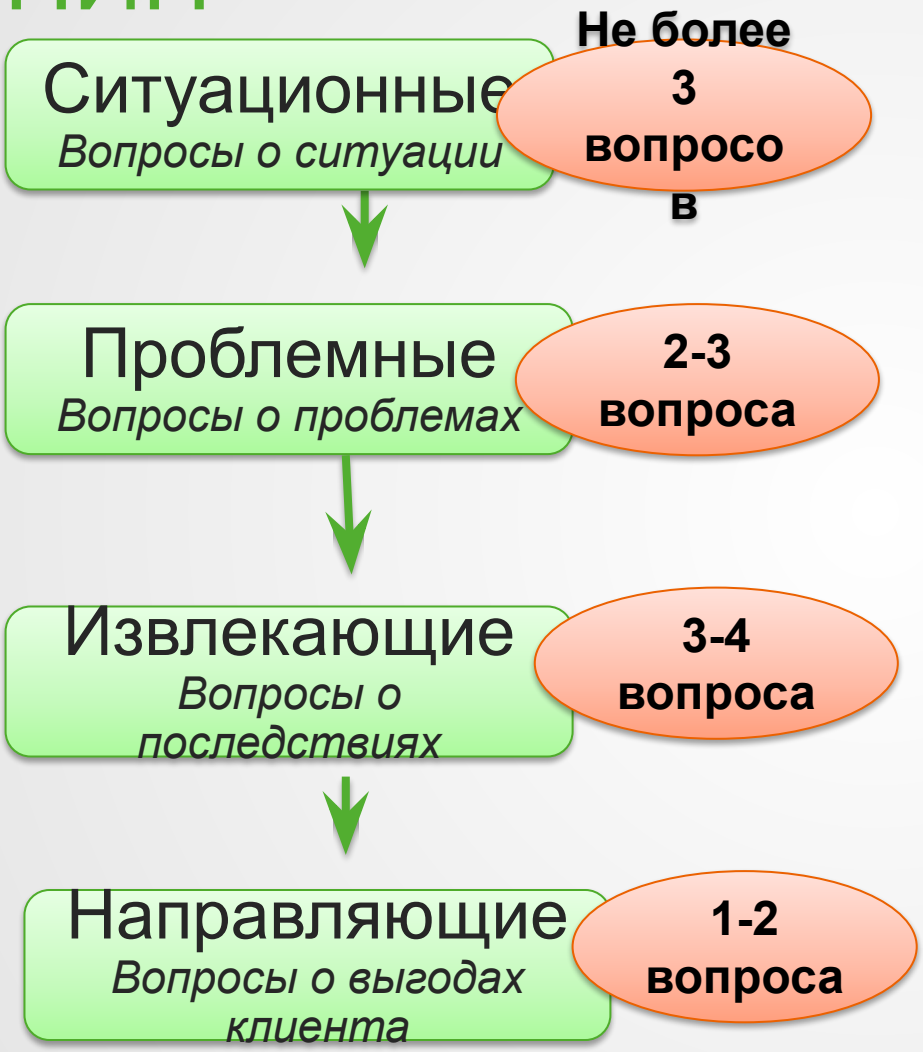 Не более
Ситуационные
3
Вопросы о ситуации
вопросо
в
Проблемные
2-3
Вопросы о проблемах
вопроса
Извлекающие
3-4
Вопросы о
вопроса
последствиях
Направляющие
1-2
Вопросы о выгодах
вопроса
клиента